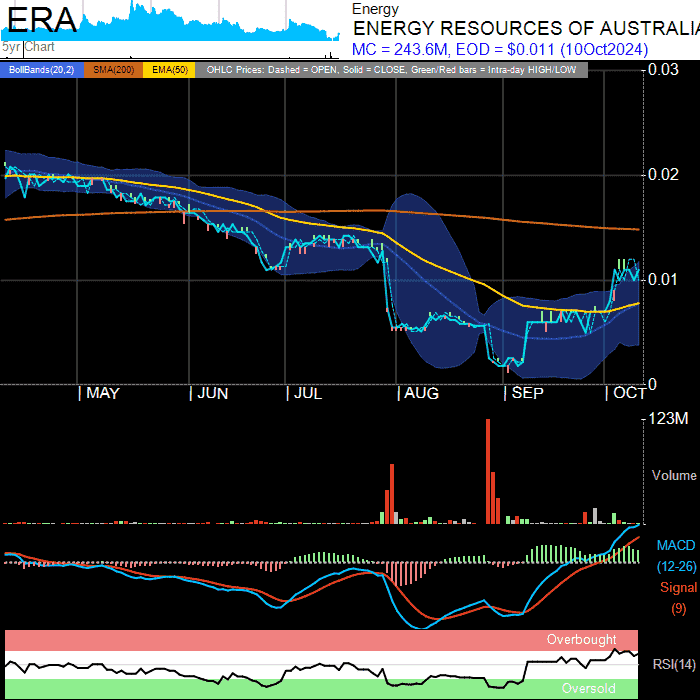 ERA
5yr Chart
Energy
ENERGY RESOURCES OF AUSTRALIA
MC = 243.6M, EOD = $0.011 (10Oct2024)
BollBands(20,2) SMA(200) EMA(50) OHLC Prices: Dashed = OPEN, Solid = CLOSE, Green/Red bars = Intra-day HIGH/LOW
0.03
0.02
0.01
0
| MAY | JUN | JUL | AUG | SEP | OCT
123M
Volume
MACD
(12-26)
Signal
(9)
Overbought
RSI(14)
Oversold